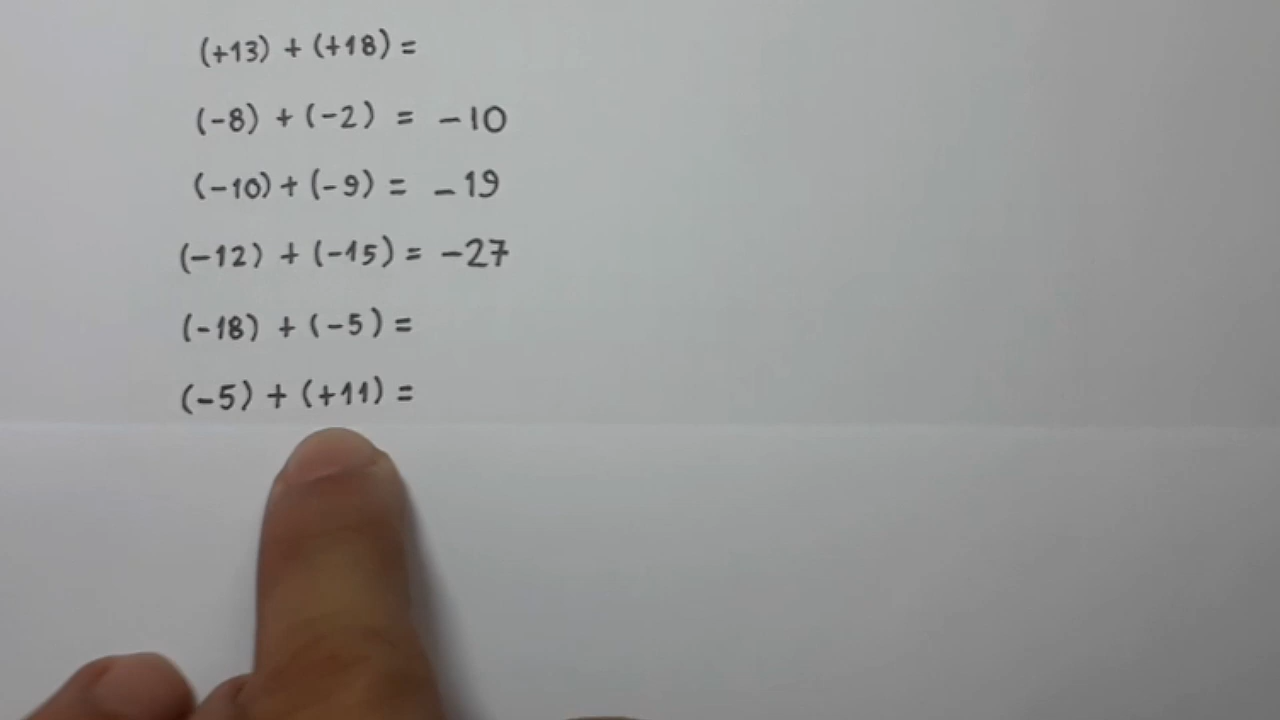 (+13) + (+18) =
(-8) + (-2) = -10
(-10) + (-9) = -19
(-12) + (-15) = -27
(-18) + (-5) =
(-5) + (+11) =